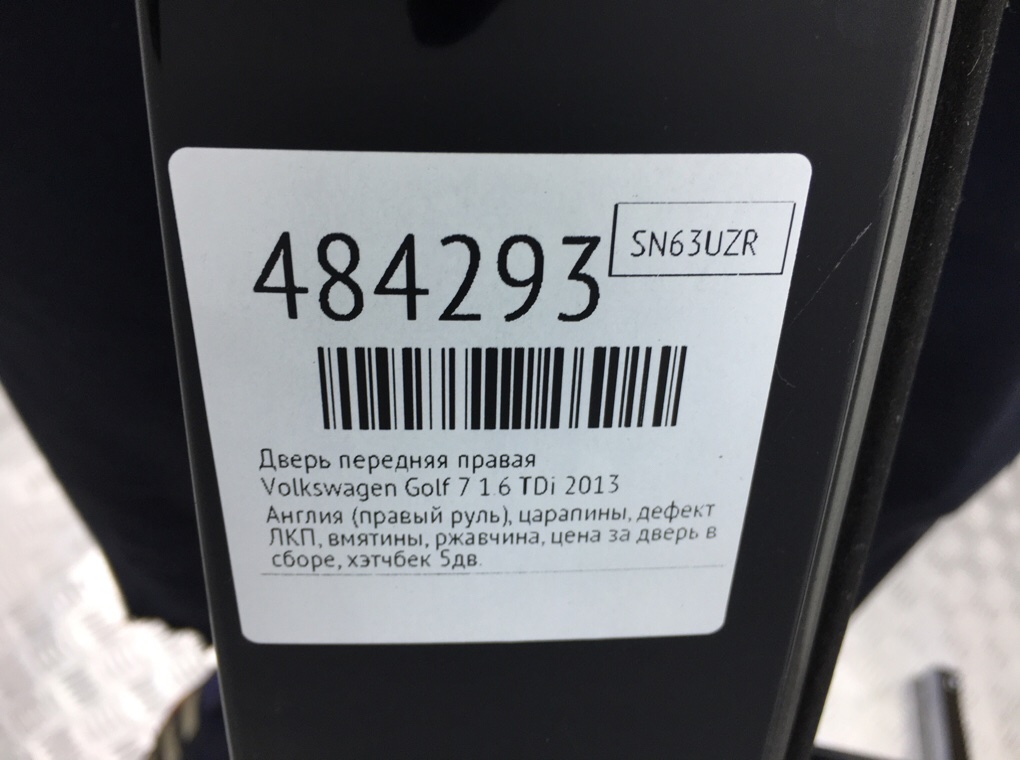 484293
SN63UZR
Дверь передняя правая
Volkswagen Golf 7 1.6 TDi 2013
Англия (правый руль), царапины, дефект
ЛКП, вмятины, ржавчина, цена за дверь в
сборе, хэтчбек 5дв.